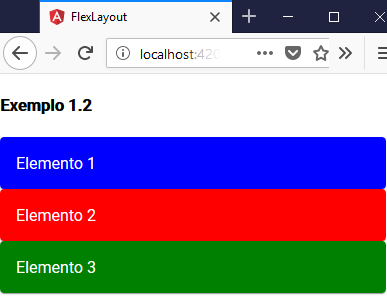 FlexLayout
localhost:420
Exemplo 1.2
Elemento 1
Elemento 2
Elemento 3